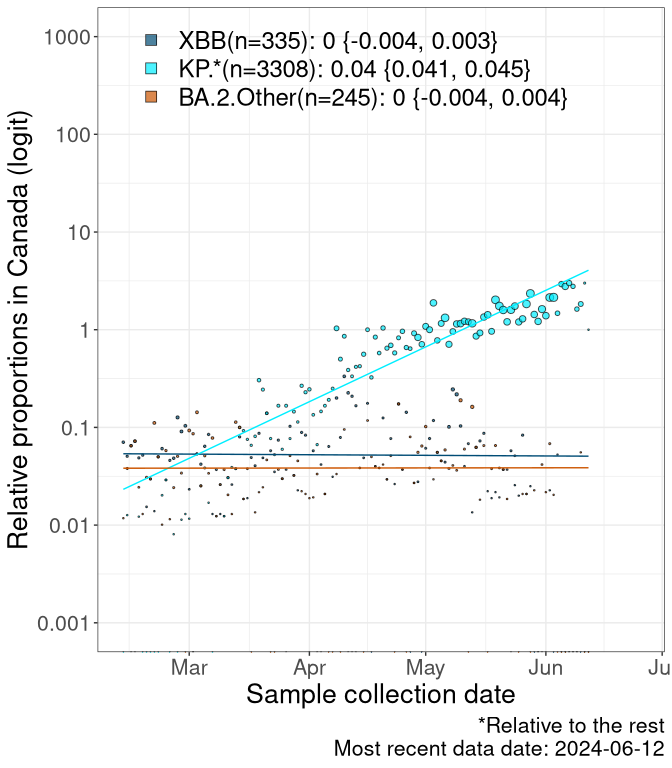 XBB(n=335): 0 {-0.004, 0.003}
KP.*(n=3308): 0.04 {0.041, 0.045}
BA.2.Other(n=245): 0 {-0.004, 0.004}
Relative proportions in Canada (logit)
1000
100
10
1
0.1
0.01
0.001
Mar Apr May Jun Ju
Sample collection date
*Relative to the rest
Most recent data date: 2024-06-12